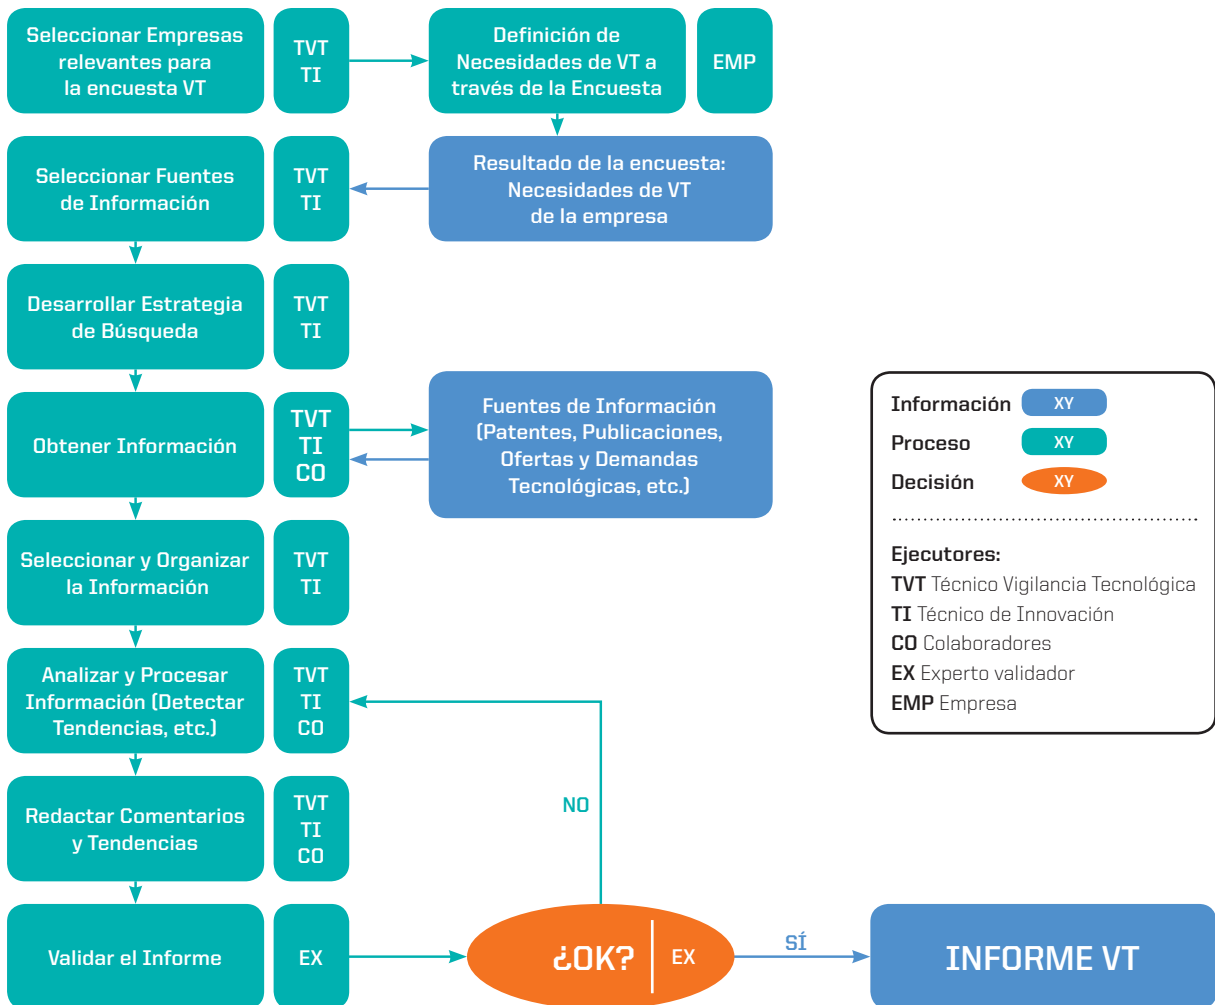 Seleccionar Empresas
relevantes para
la encuesta VT
TVT
TI
Definición de
Necesidades de VT a
través de la Encuesta
EMP
Seleccionar Fuentes
de Información
TVT
TI
Resultado de la encuesta:
Necesidades de VT
de la empresa
Desarrollar Estrategia
de Búsqueda
TVT
TI
Obtener Información
TVT
TI
CO
Fuentes de Información
(Patentes, Publicaciones,
Ofertas y Demandas
Tecnológicas, etc.)
Seleccionar y Organizar
la Información
TVT
TI
Analizar y Procesar
Información (Detectar
Tendencias, etc.)
TVT
TI
CO
Redactar Comentarios
y Tendencias
TVT
TI
CO
NO
Validar el Informe
EX
¿OK?
EX
SÍ
INFORME VT
Información XY
Proceso XY
Decisión XY
Ejecutores:
TVT Técnico Vigilancia Tecnológica
TI Técnico de Innovación
CO Colaboradores
EX Experto validador
EMP Empresa